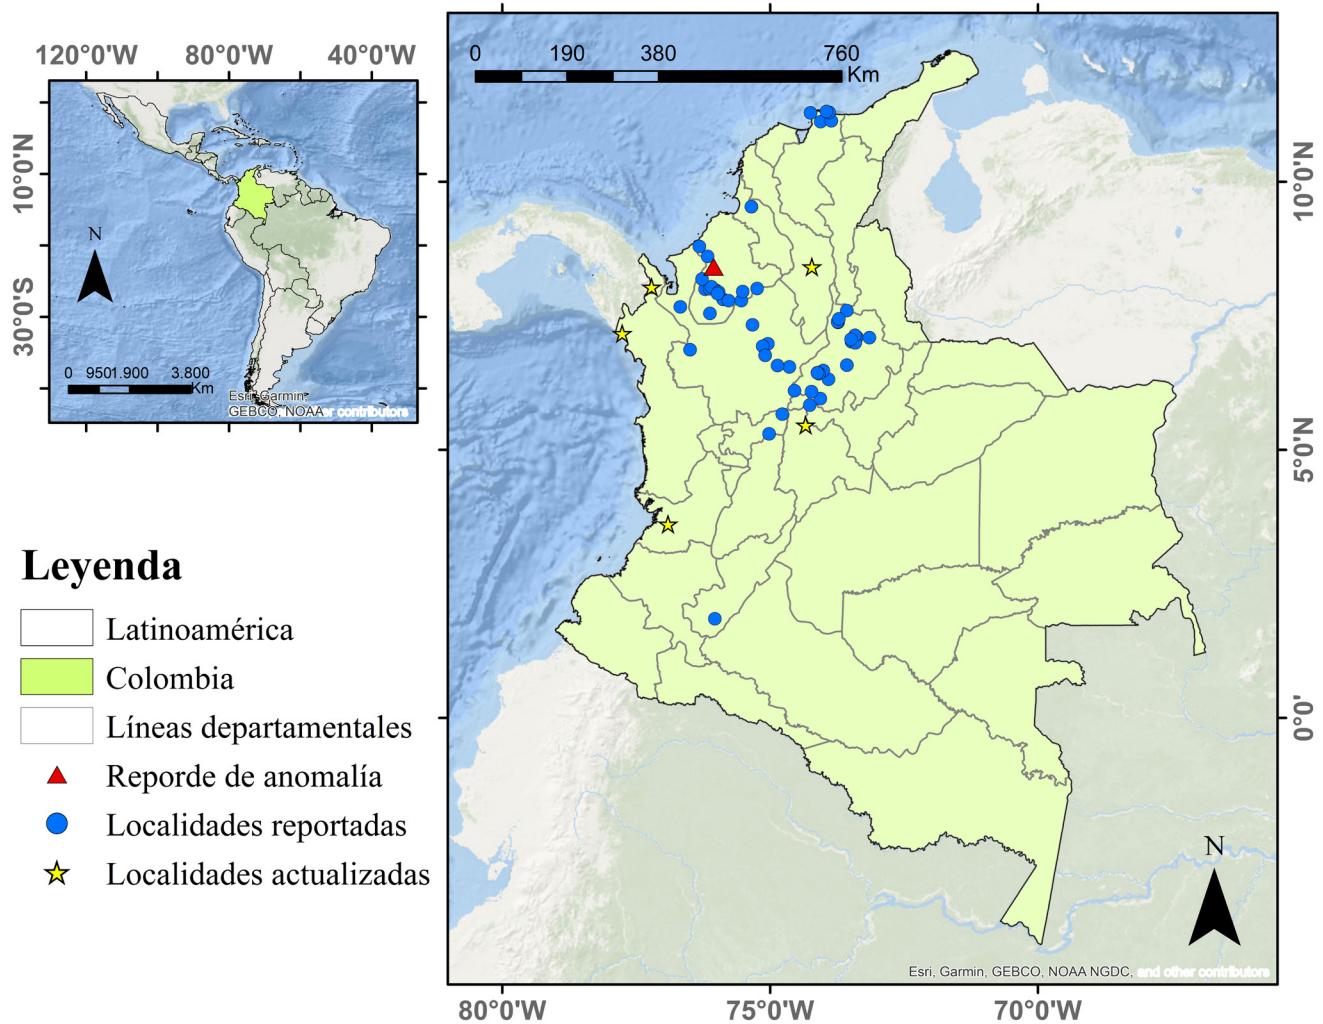 120°0'W 80°0'W 40°0'W
10°0'N
30°0'S
N
0 9501.900 3.800
Km
Esri, Garmin,
GEBCO, NOAA
or contributors
0 190 380 760
Km
10°0'N
5°0'N
0°0'
80°0'W 75°0'W 70°0'W
N
Esri, Garmin, GEBCO, NOAA NGDC, and other contributors
Leyenda
Latinoamérica
Colombia
Líneas departamentales
Reporde de anomalía
Localidades reportadas
Localidades actualizadas